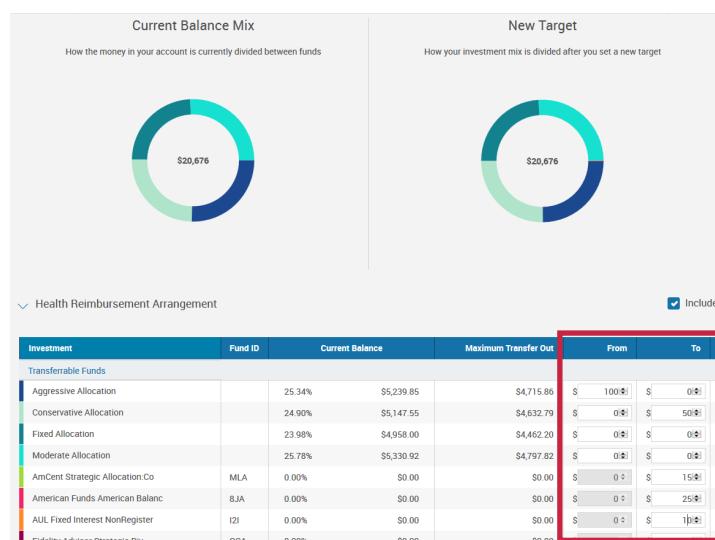 Current Balance Mix
How the money in your account is currently divided between funds
$20,676
New Target
How your investment mix is divided after you set a new target
$20,676
Health Reimbursement Arrangement
Include
Investment Fund ID Current Balance Maximum Transfer Out From To
Transferrable Funds
Aggressive Allocation 25.34% $5,239.85 $4,715.86 $ 100 $ 0
Conservative Allocation 24.90% $5,147.55 $4,632.79 $ 0 $ 50
Fixed Allocation 23.98% $4,958.00 $4,462.20 $ 0 $ 0
Moderate Allocation 25.78% $5,330.92 $4,797.82 $ 0 $ 0
AmCent Strategic Allocation:Co MLA 0.00% $0.00 $0.00 $ 0 $ 15
American Funds American Balanc 8JA 0.00% $0.00 $0.00 $ 0 $ 25
AUL Fixed Interest NonRegister I2I 0.00% $0.00 $0.00 $ 0 $ 10